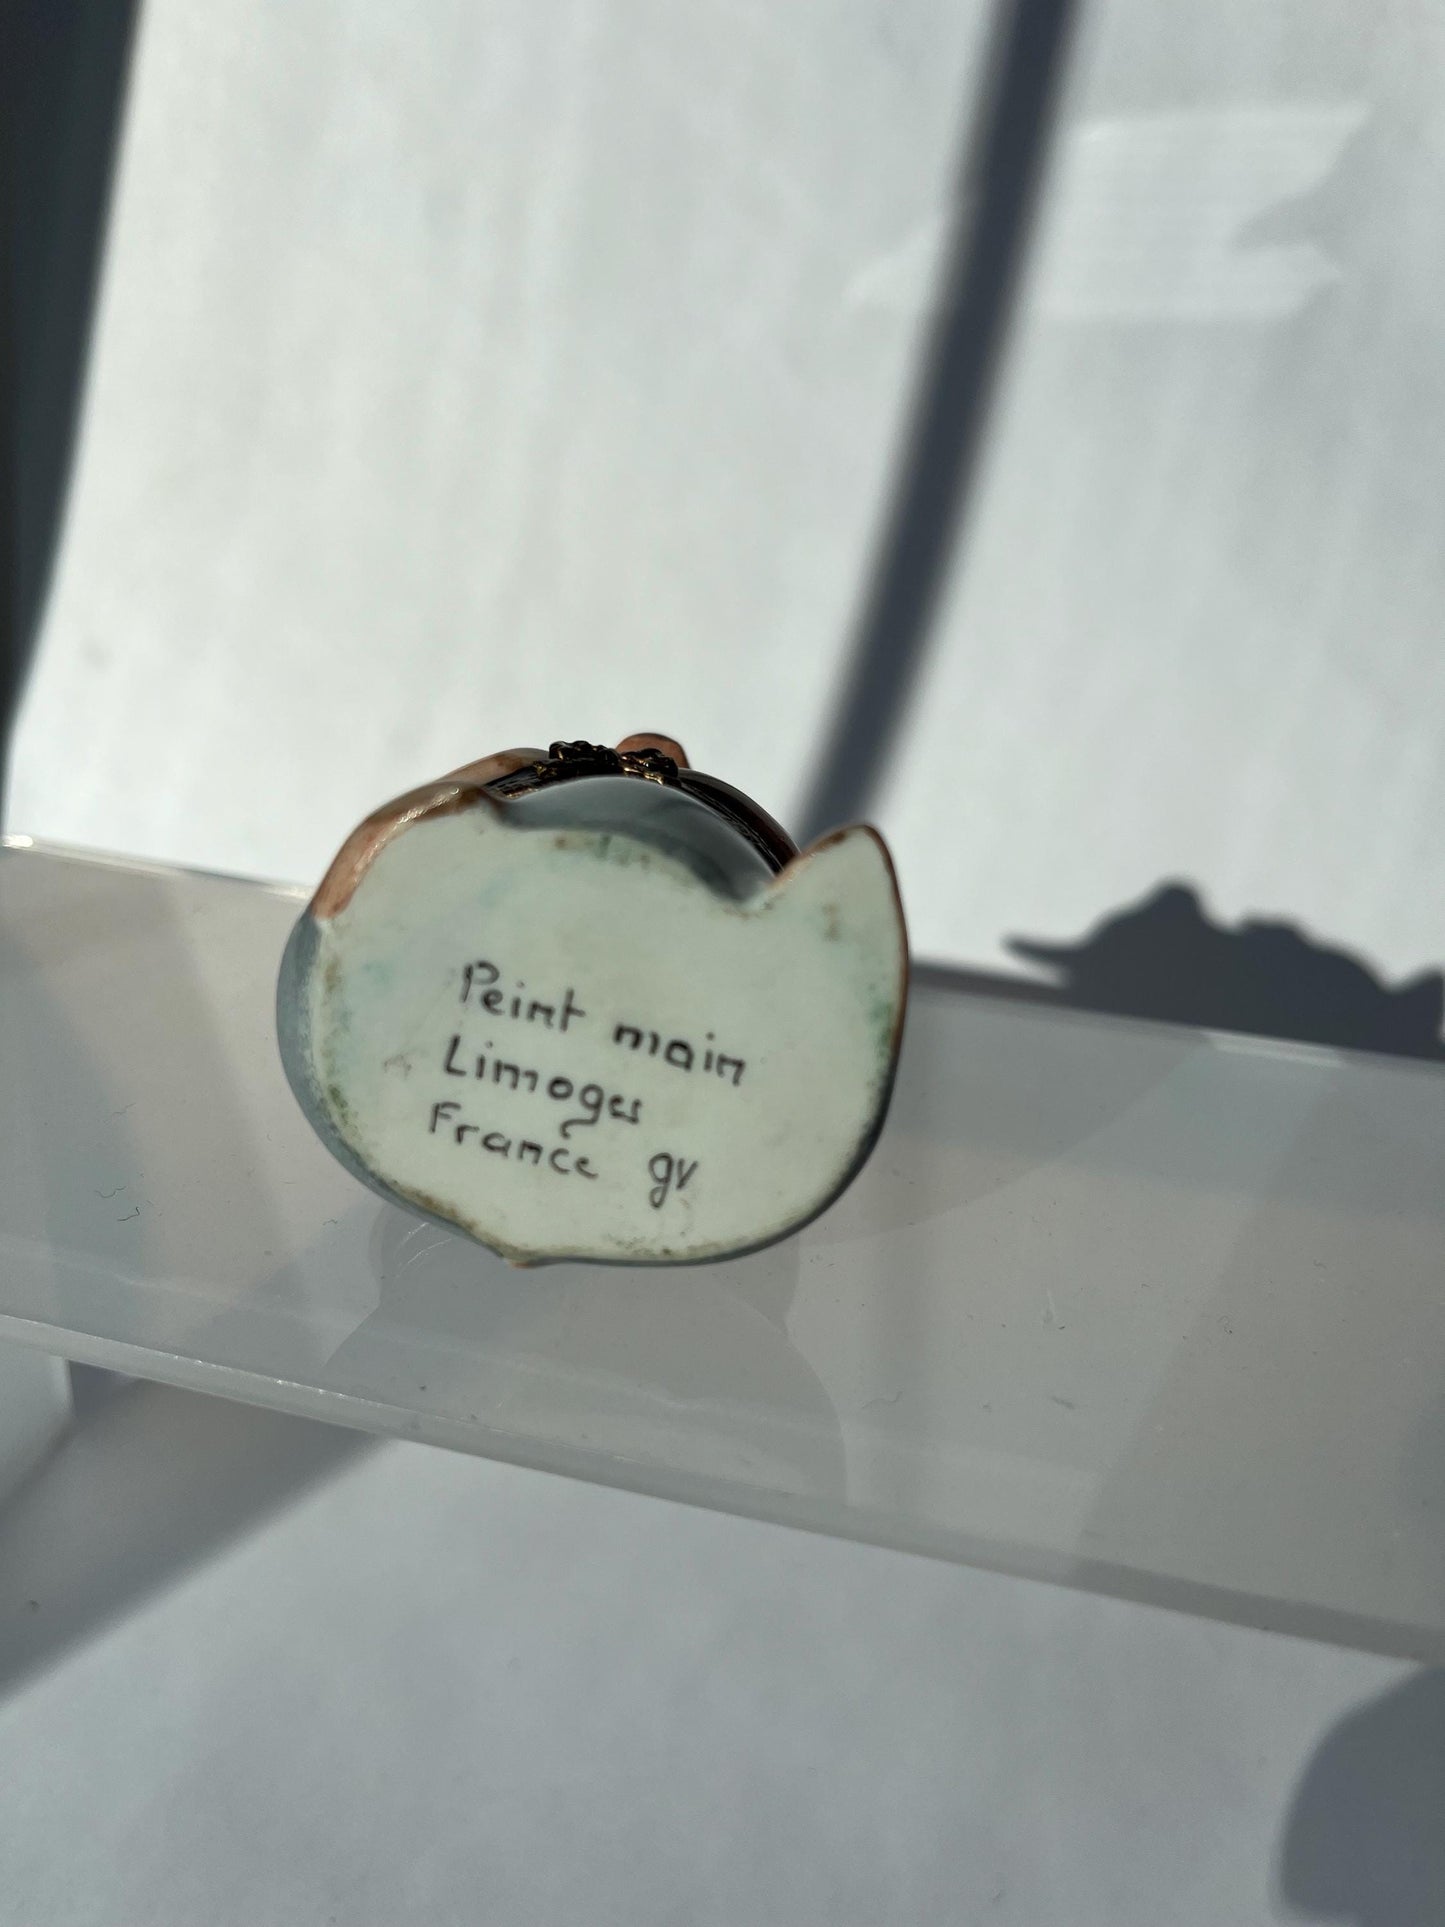 Peint main
Limoges
France gv